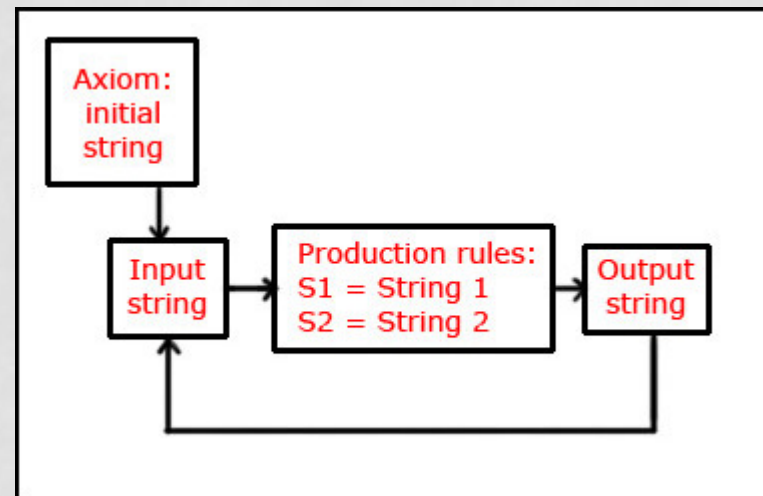 Axiom:
initial
string
Input
string
Production rules:
S1 = String 1
S2 = String 2
Output
string